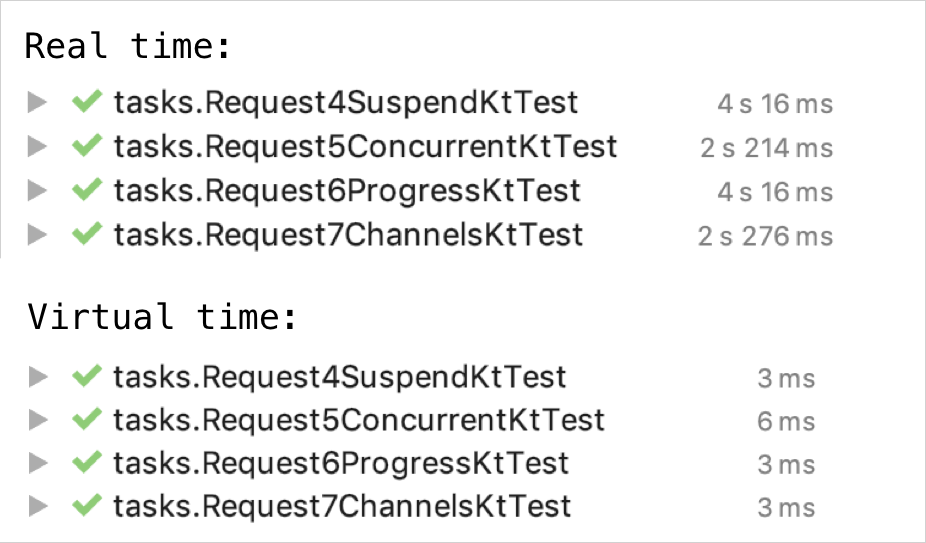 Real time:
tasks.Request4SuspendKtTest 4 s 16 ms
tasks.Request5ConcurrentKtTest 2 s 214 ms
tasks.Request6ProgressKtTest 4 s 16 ms
tasks.Request7ChannelsKtTest 2 s 276 ms
Virtual time:
tasks.Request4SuspendKtTest 3 ms
tasks.Request5ConcurrentKtTest 6 ms
tasks.Request6ProgressKtTest 3 ms
tasks.Request7ChannelsKtTest 3 ms